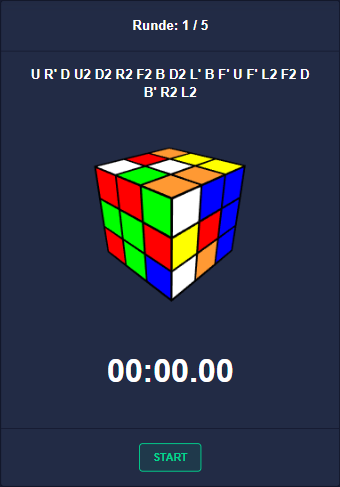 Runde: 1 / 5
U R' D U2 D2 R2 F2 B D2 L' B F' U F' L2 F2 D
B' R2 L2
00:00.00
START